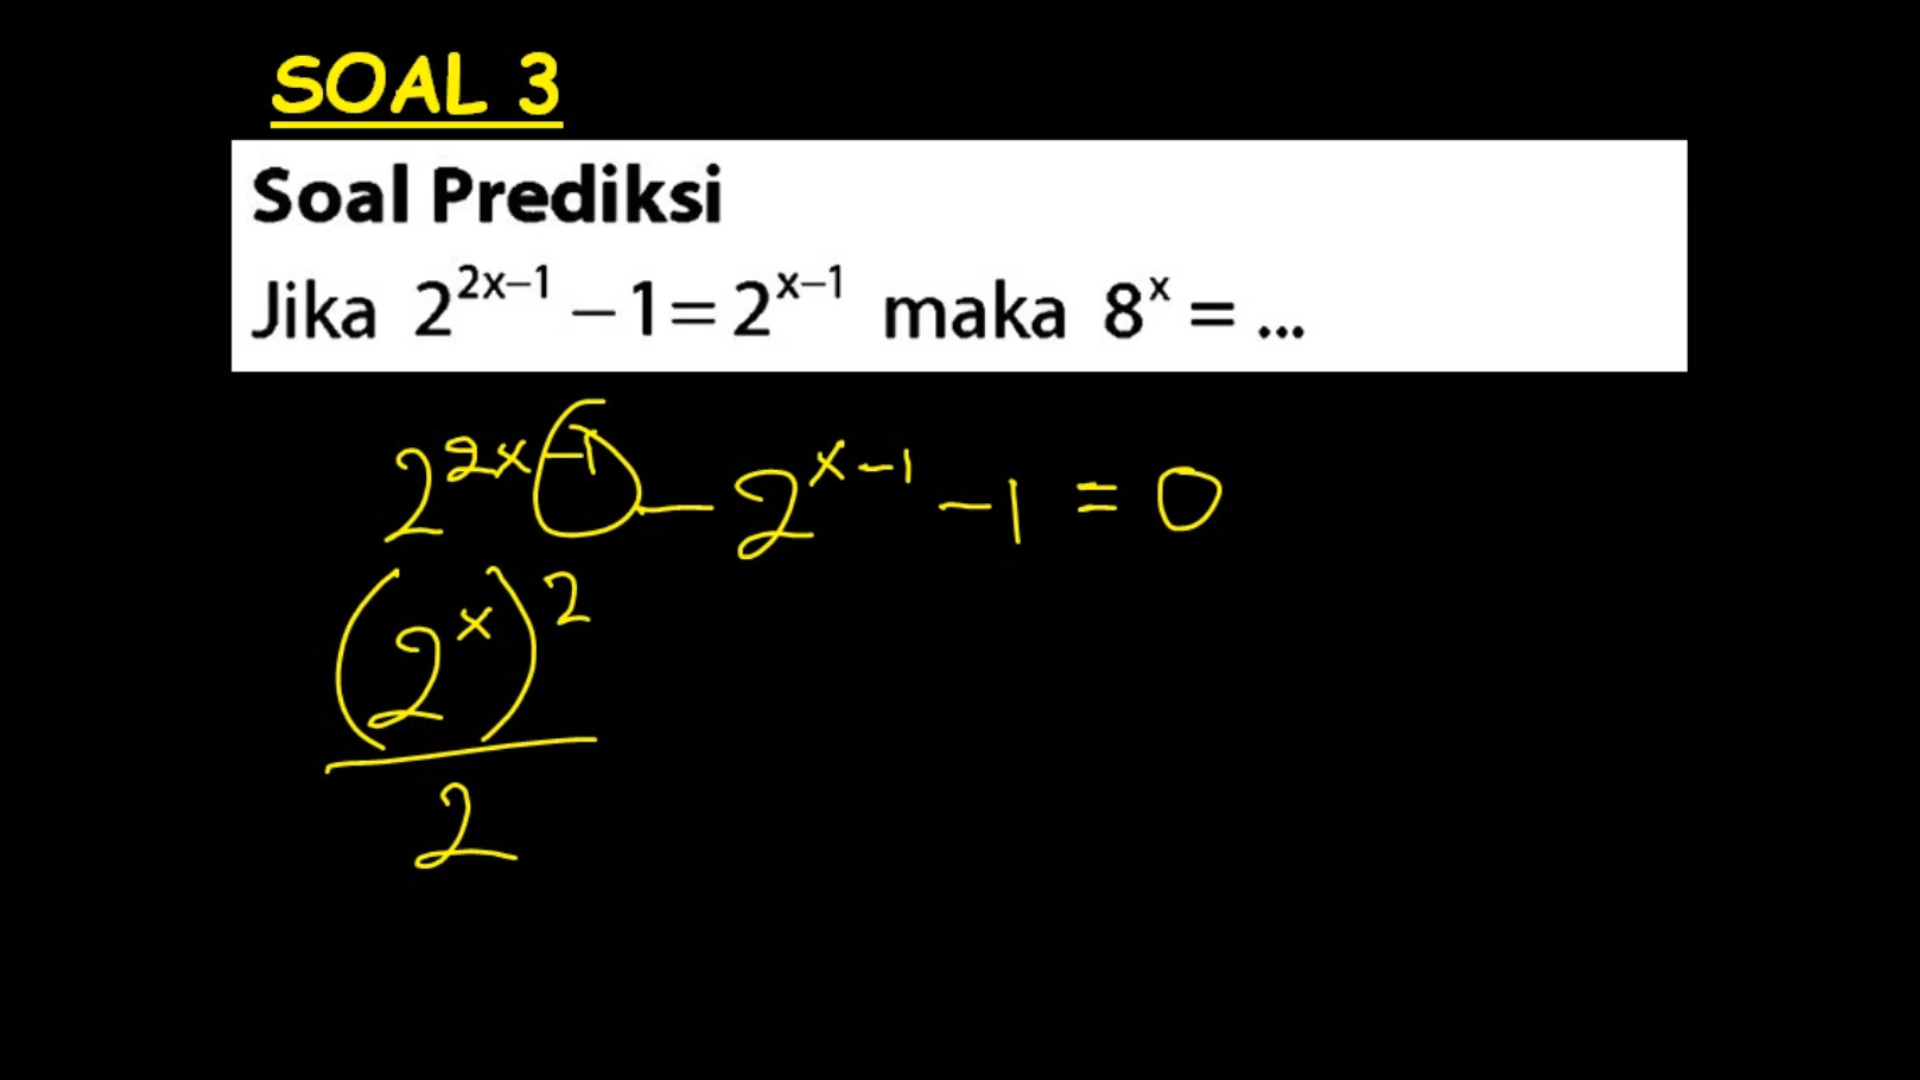 SOAL 3
Soal Prediksi
Jika 2^{2x–1} – 1 = 2^{x–1} maka 8^x = ...
2^{2x-1} - 2^{x-1} - 1 = 0
(2^x)^2
2